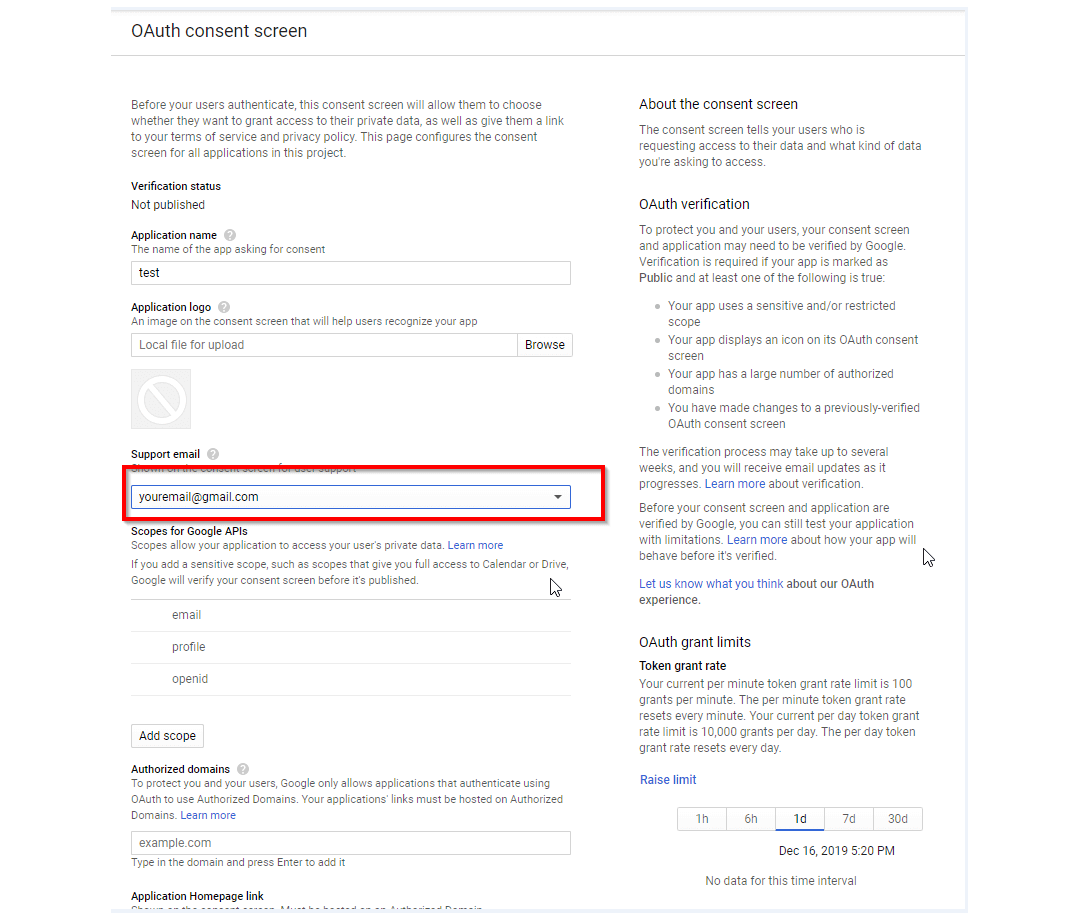 OAuth consent screen
Before your users authenticate, this consent screen will allow them to choose
whether they want to grant access to their private data, as well as give them a link
to your terms of service and privacy policy. This page configures the consent
screen for all applications in this project.
Verification status
Not published
Application name ?
The name of the app asking for consent
test
Application logo ?
An image on the consent screen that will help users recognize your app
Local file for upload
Browse
Support email ?
Shown on the consent screen for user support
youremail@gmail.com
Scopes for Google APIs
Scopes allow your application to access your user's private data. Learn more
If you add a sensitive scope, such as scopes that give you full access to Calendar or Drive,
Google will verify your consent screen before it's published.
email
profile
openid
Add scope
Authorized domains ?
To protect you and your users, Google only allows applications that authenticate using
OAuth to use Authorized Domains. Your applications' links must be hosted on Authorized
Domains. Learn more
example.com
Type in the domain and press Enter to add it
Application Homepage link
Shown on the consent screen. Must be hosted on an Authorized Domain.
About the consent screen
The consent screen tells your users who is
requesting access to their data and what kind of data
you're asking to access.
OAuth verification
To protect you and your users, your consent screen
and application may need to be verified by Google.
Verification is required if your app is marked as
Public and at least one of the following is true:
Your app uses a sensitive and/or restricted
scope
Your app displays an icon on its OAuth consent
screen
Your app has a large number of authorized
domains
You have made changes to a previously-verified
OAuth consent screen
The verification process may take up to several
weeks, and you will receive email updates as it
progresses. Learn more about verification.
Before your consent screen and application are
verified by Google, you can still test your application
with limitations. Learn more about how your app will
behave before it's verified.
Let us know what you think about our OAuth
experience.
OAuth grant limits
Token grant rate
Your current per minute token grant rate limit is 100
grants per minute. The per minute token grant rate
resets every minute. Your current per day token grant
rate limit is 10,000 grants per day. The per day token
grant rate resets every day.
Raise limit
1h 6h 1d 7d 30d
Dec 16, 2019 5:20 PM
No data for this time interval